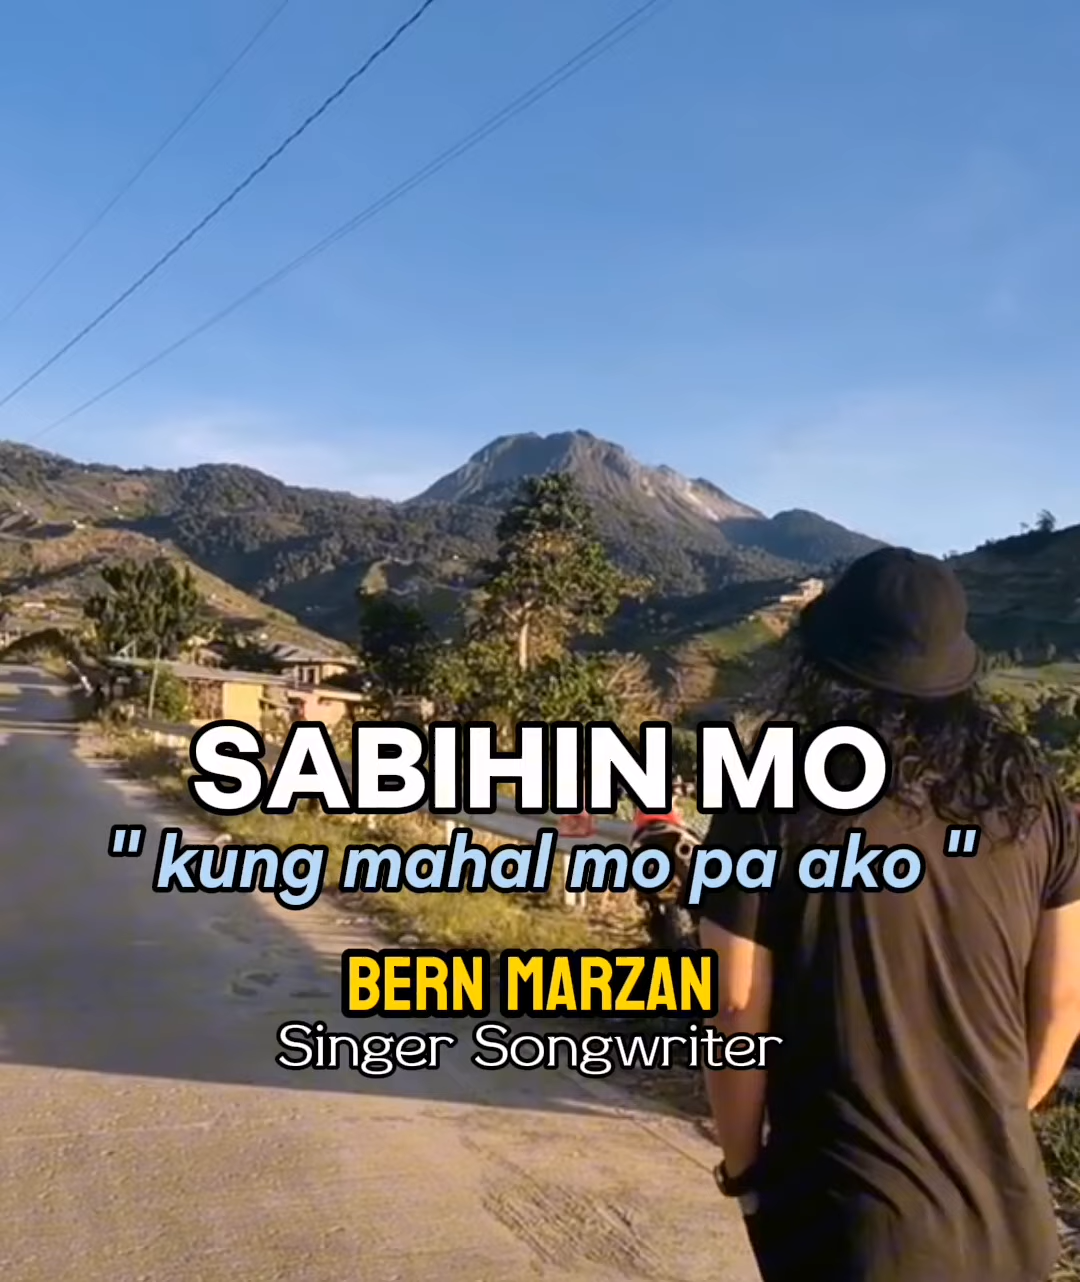 SABIHIN MO
" kung mahal mo pa ako "
BERN MARZAN
Singer Songwriter